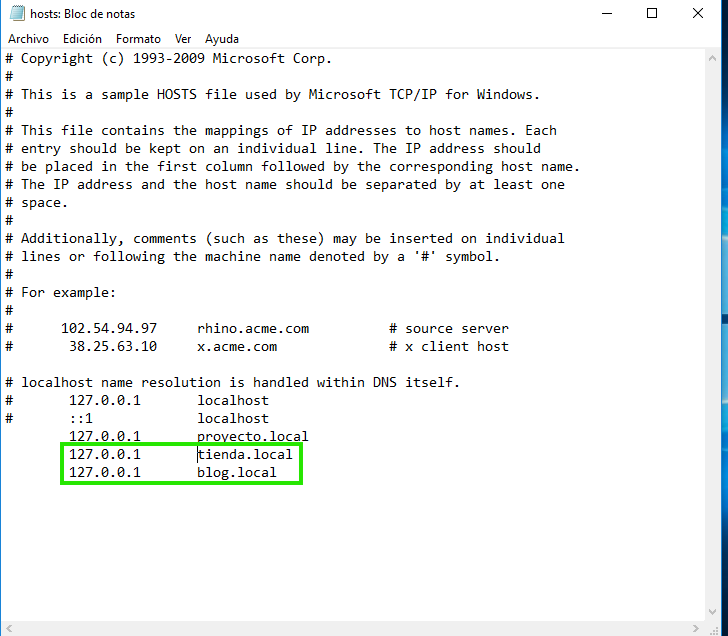 hosts: Bloc de notas
Archivo Edición Formato Ver Ayuda
# Copyright (c) 1993-2009 Microsoft Corp.
#
# This is a sample HOSTS file used by Microsoft TCP/IP for Windows.
#
# This file contains the mappings of IP addresses to host names. Each
# entry should be kept on an individual line. The IP address should
# be placed in the first column followed by the corresponding host name.
# The IP address and the host name should be separated by at least one
# space.
#
# Additionally, comments (such as these) may be inserted on individual
# lines or following the machine name denoted by a '#' symbol.
#
# For example:
#
#      102.54.94.97     rhino.acme.com          # source server
#       38.25.63.10     x.acme.com              # x client host

# localhost name resolution is handled within DNS itself.
#       127.0.0.1       localhost
#       ::1             localhost
        127.0.0.1       proyecto.local
        127.0.0.1       tienda.local
        127.0.0.1       blog.local